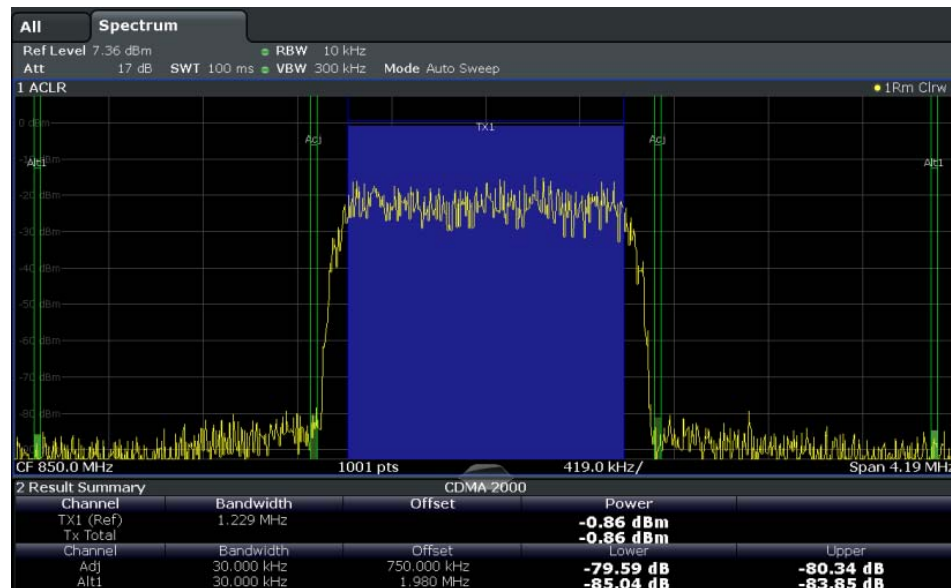 All Spectrum
Ref Level 7.36 dBm RBW 10 kHz
Att 17 dB SWT 100 ms VBW 300 kHz Mode Auto Sweep
1 ACLR 1Rm Clrw
0 dBm
TX1
Adj Adj
Alt1 Alt1
-20 dBm
-30 dBm
-40 dBm
-50 dBm
-60 dBm
-70 dBm
-80 dBm
CF 850.0 MHz 1001 pts 419.0 kHz/ Span 4.19 MHz
2 Result Summary CDMA 2000
Channel Bandwidth Offset Power
TX1 (Ref) 1.229 MHz -0.86 dBm
Tx Total -0.86 dBm
Channel Bandwidth Offset Lower Upper
Adj 30.000 kHz 750.000 kHz -79.59 dB -80.34 dB
Alt1 30.000 kHz 1.980 MHz -85.04 dB -83.85 dB